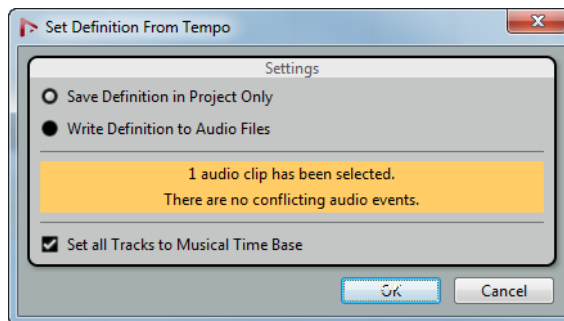 Set Definition From Tempo
Settings
Save Definition in Project Only
Write Definition to Audio Files
1 audio clip has been selected.
There are no conflicting audio events.
Set all Tracks to Musical Time Base
OK
Cancel